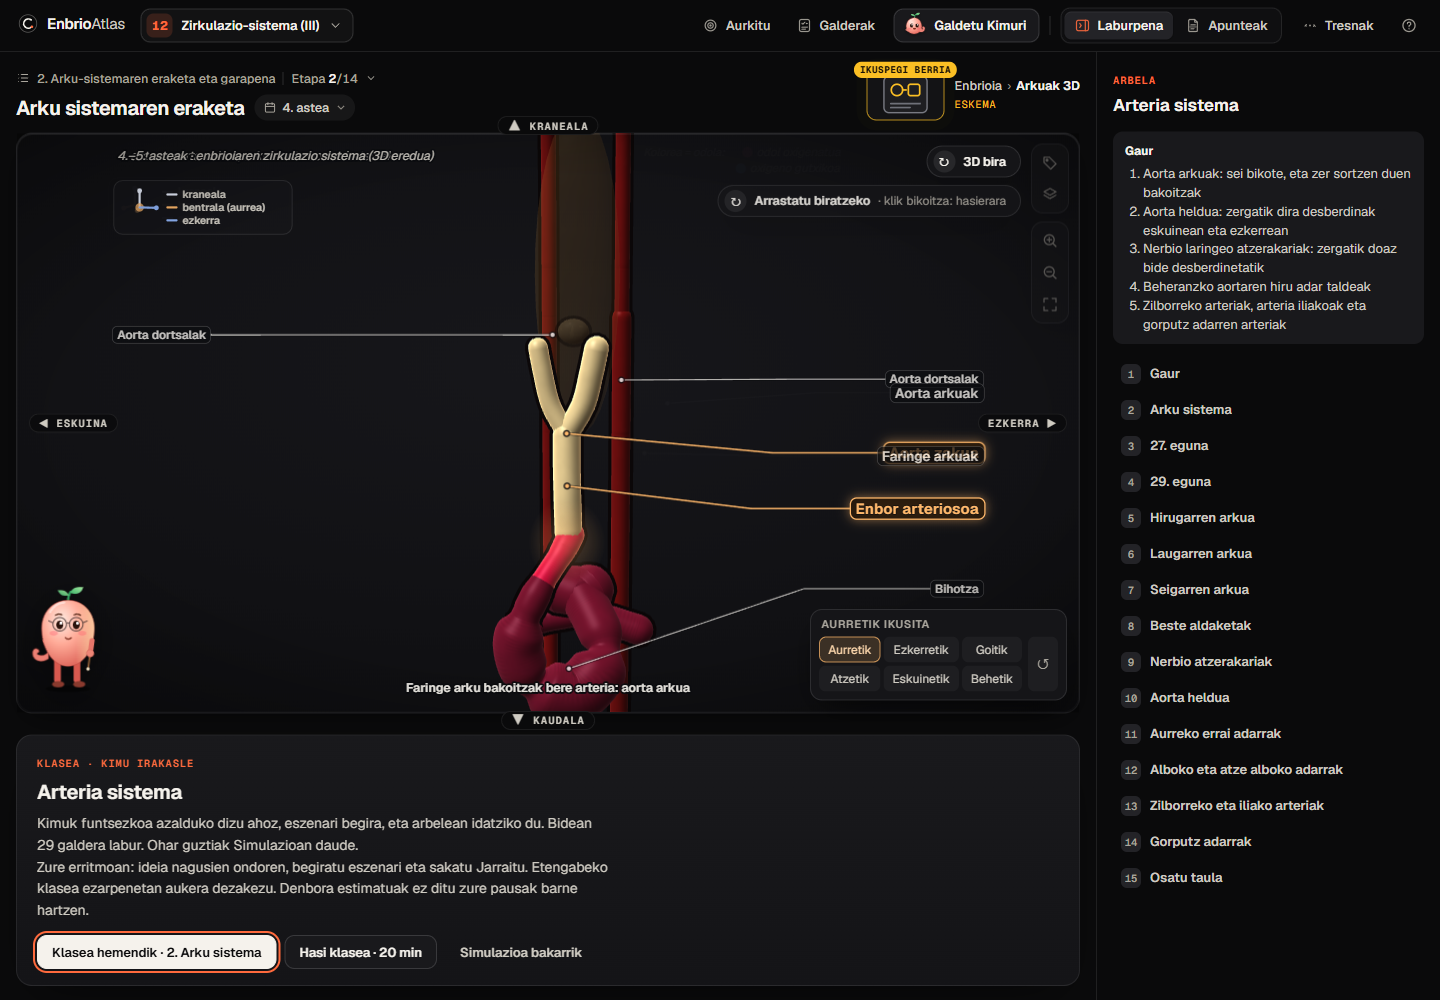 EnbrioAtlas
12 Zirkulazio-sistema (III)
Aurkitu
Galderak
Galdetu Kimuri
Laburpena
Apunteak
Tresnak
2. Arku-sistemaren eraketa eta garapena
Etapa 2/14
Arku sistemaren eraketa
4. astea
IKUSPEGI BERRIA
Enbrioia › Arkuak 3D
ESKEMA
▲ KRANEALA
4.–5. asteak · enbrioiaren zirkulazio-sistema (3D eredua)
kraneala
bentrala (aurrea)
ezkerra
3D bira
Arrastatu biratzeko · klik bikoitza: hasierara
Aorta dortsalak
Aorta dortsalak
Aorta arkuak
◀ ESKUINA
EZKERRA ▶
Faringe arkuak
Enbor arteriosoa
Bihotza
AURRETIK IKUSITA
Aurretik
Ezkerretik
Goitik
Atzetik
Eskuinetik
Behetik
Faringe arku bakoitzak bere arteria: aorta arkua
▼ KAUDALA
KLASEA · KIMU IRAKASLE
Arteria sistema
Kimuk funtsezkoa azalduko dizu ahoz, eszenari begira, eta arbelean idatziko du. Bidean
29 galdera labur. Ohar guztiak Simulazioan daude.
Zure erritmoan: ideia nagusien ondoren, begiratu eszenari eta sakatu Jarraitu. Etengabeko
klasea ezarpenetan aukera dezakezu. Denbora estimatuak ez ditu zure pausak barne
hartzen.
Klasea hemendik · 2. Arku sistema
Hasi klasea · 20 min
Simulazioa bakarrik
ARBELA
Arteria sistema
Gaur
1. Aorta arkuak: sei bikote, eta zer sortzen duen
bakoitzak
2. Aorta heldua: zergatik dira desberdinak
eskuinean eta ezkerrean
3. Nerbio laringeo atzerakariak: zergatik doaz
bide desberdinetatik
4. Beheranzko aortaren hiru adar taldeak
5. Zilborreko arteriak, arteria iliakoak eta
gorputz adarren arteriak
1 Gaur
2 Arku sistema
3 27. eguna
4 29. eguna
5 Hirugarren arkua
6 Laugarren arkua
7 Seigarren arkua
8 Beste aldaketak
9 Nerbio atzerakariak
10 Aorta heldua
11 Aurreko errai adarrak
12 Alboko eta atze alboko adarrak
13 Zilborreko eta iliako arteriak
14 Gorputz adarrak
15 Osatu taula